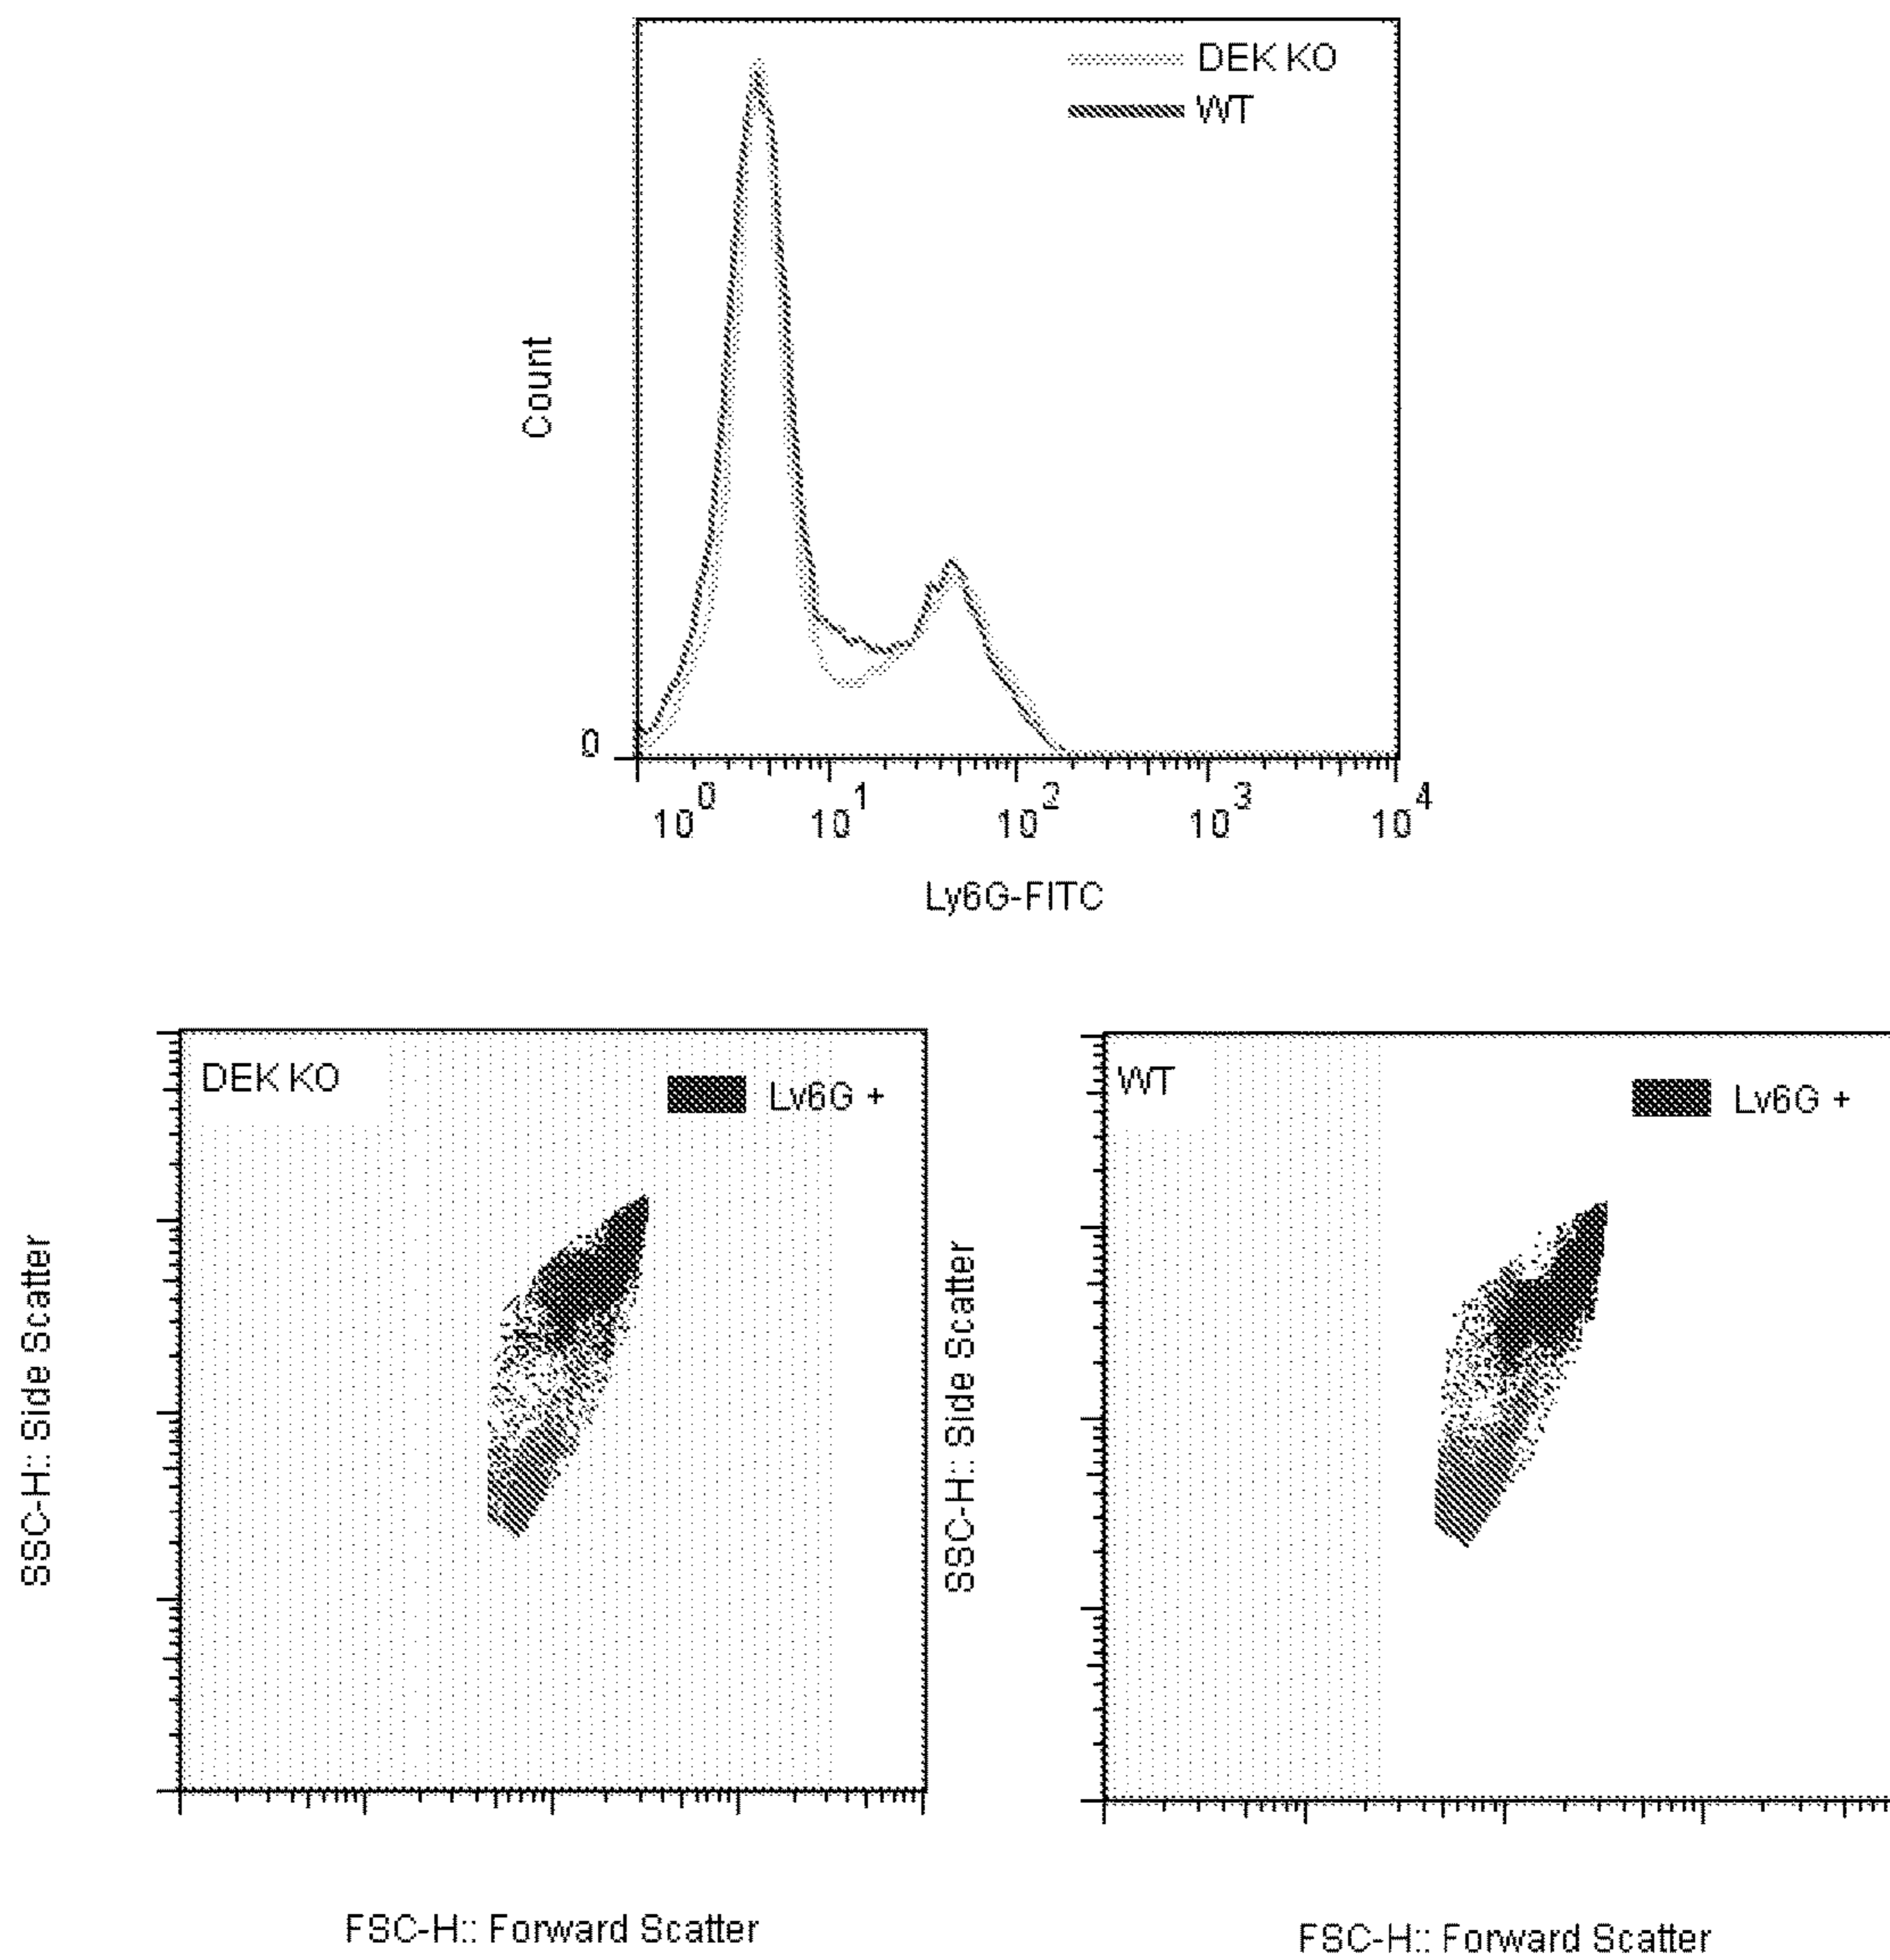 DEK KO
WT
Count
0
10^0 10^1 10^2 10^3 10^4
Ly6G-FITC
DEK KO
Lv6G +
SSC-H:: Side Scatter
FSC-H:: Forward Scatter
WT
Lv6G +
SSC-H:: Side Scatter
FSC-H:: Forward Scatter